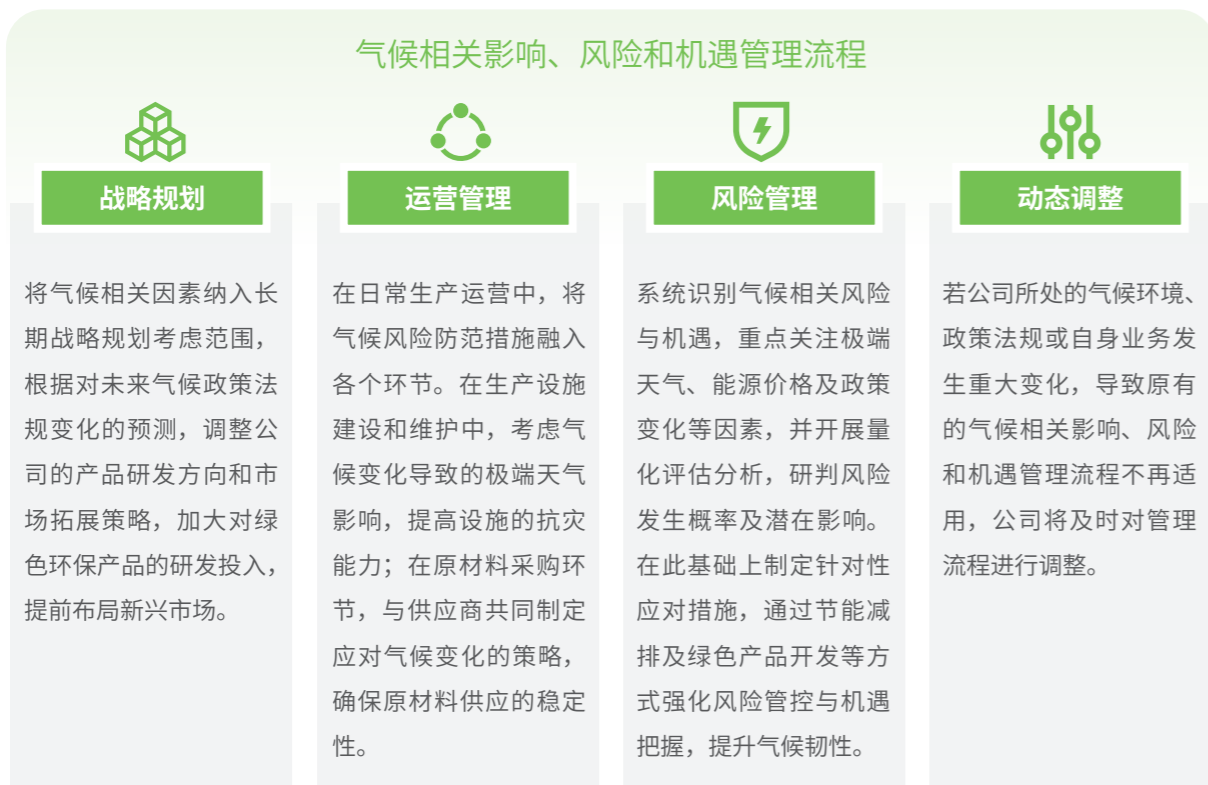 气候相关影响、风险和机遇管理流程
战略规划
将气候相关因素纳入长
期战略规划考虑范围，
根据对未来气候政策法
规变化的预测，调整公
司的产品研发方向和市
场拓展策略，加大对绿
色环保产品的研发投入，
提前布局新兴市场。
运营管理
在日常生产运营中，将
气候风险防范措施融入
各个环节。在生产设施
建设和维护中，考虑气
候变化导致的极端天气
影响，提高设施的抗灾
能力；在原材料采购环
节，与供应商共同制定
应对气候变化的策略，
确保原材料供应的稳定
性。
风险管理
系统识别气候相关风险
与机遇，重点关注极端
天气、能源价格及政策
变化等因素，并开展量
化评估分析，研判风险
发生概率及潜在影响。
在此基础上制定针对性
应对措施，通过节能减
排及绿色产品开发等方
式强化风险管控与机遇
把握，提升气候韧性。
动态调整
若公司所处的气候环境、
政策法规或自身业务发
生重大变化，导致原有
的气候相关影响、风险
和机遇管理流程不再适
用，公司将及时对管理
流程进行调整。